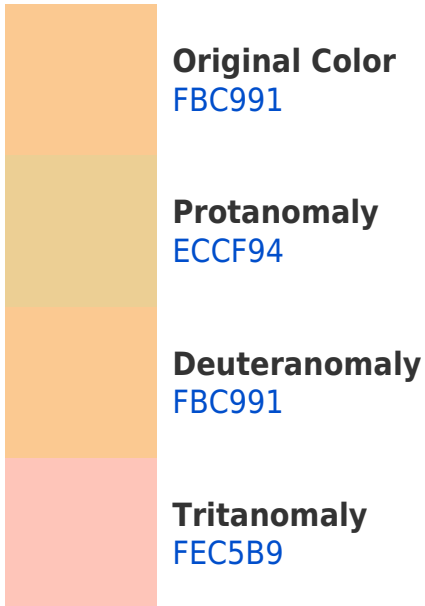 Original Color
FBC991
Protanomaly
ECCF94
Deuteranomaly
FBC991
Tritanomaly
FEC5B9